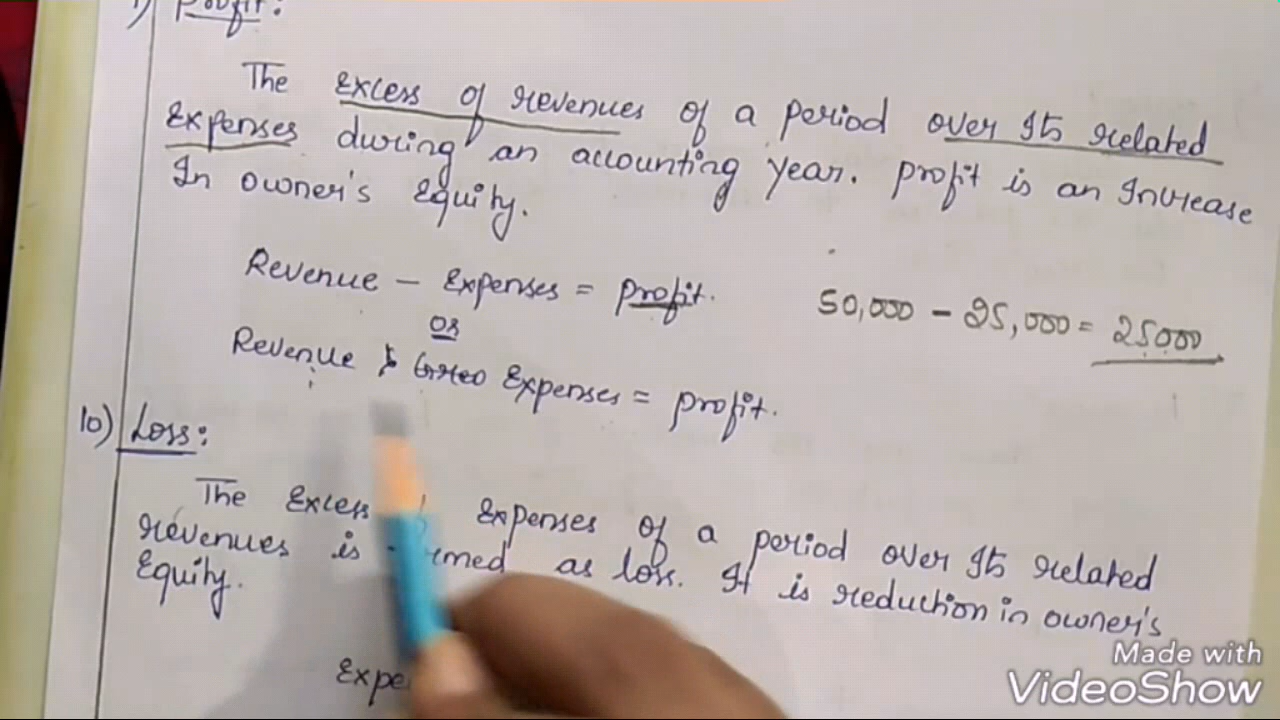 Profit:
The Excess of revenues of a period over Its related
Expenses during an accounting year. Profit is an Increase
In owner's Equity.
Revenue – Expenses = profit.
50,000 – 25,000 = 25000
or
Revenue > Expenses = profit.
10) Loss:
The Excess Expenses of a period over Its related
revenues is as loss. It is reduction in owner's
Equity.
Made with
VideoShow